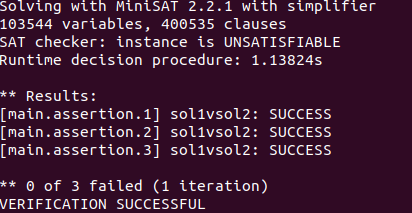 Solving with MiniSAT 2.2.1 with simplifier
103544 variables, 400535 clauses
SAT checker: instance is UNSATISFIABLE
Runtime decision procedure: 1.13824s
** Results:
[main.assertion.1] sol1vsol2: SUCCESS
[main.assertion.2] sol1vsol2: SUCCESS
[main.assertion.3] sol1vsol2: SUCCESS
** 0 of 3 failed (1 iteration)
VERIFICATION SUCCESSFUL